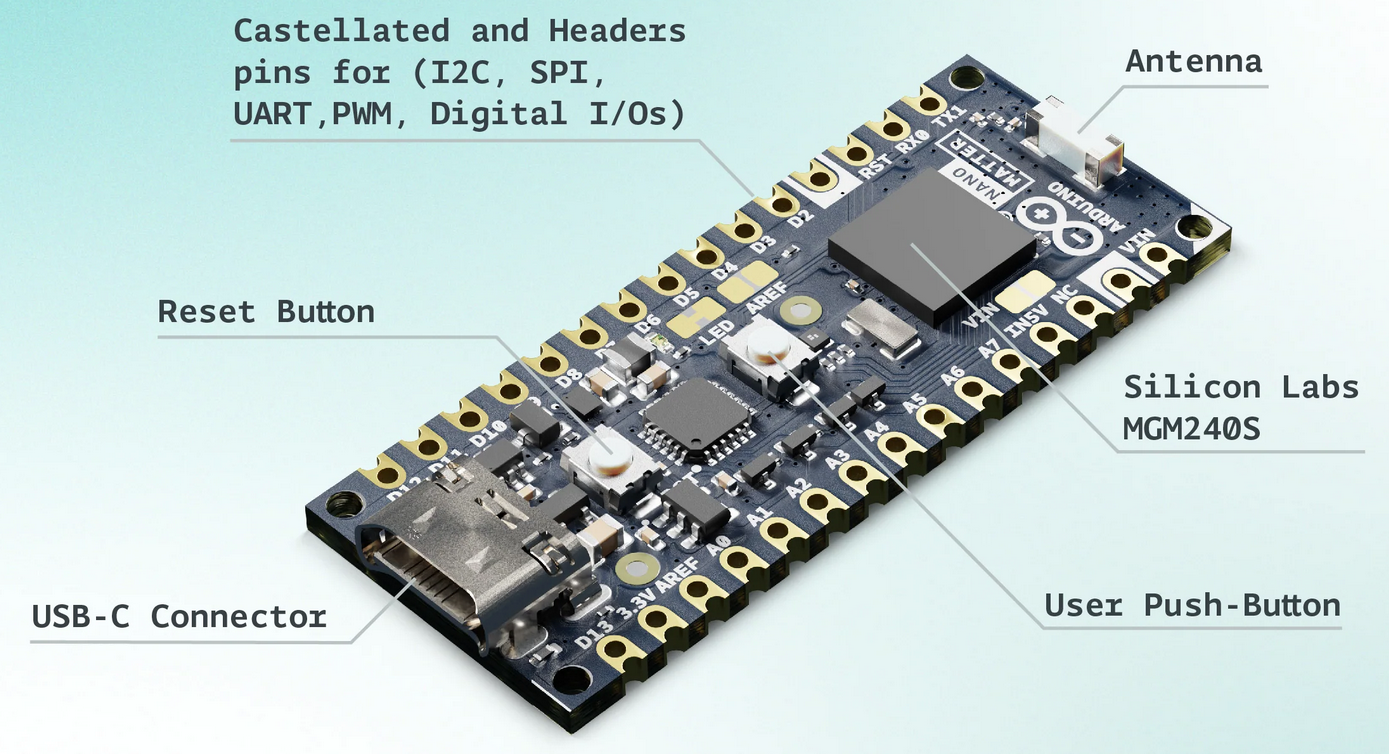 Castellated and Headers
pins for (I2C, SPI,
UART,PWM, Digital I/Os)
Antenna
Reset Button
Silicon Labs
MGM240S
USB-C Connector
User Push-Button
TX1
RX0
RST
D2
D3
D4
D5
D6
D8
D10
D11
D12
NANO
MATTER
ARDUINO
AREF
LED
VIN
VIN
IN5V
NC
A7
A6
A5
A4
A3
A2
A1
A0
AREF
3.3V
D13